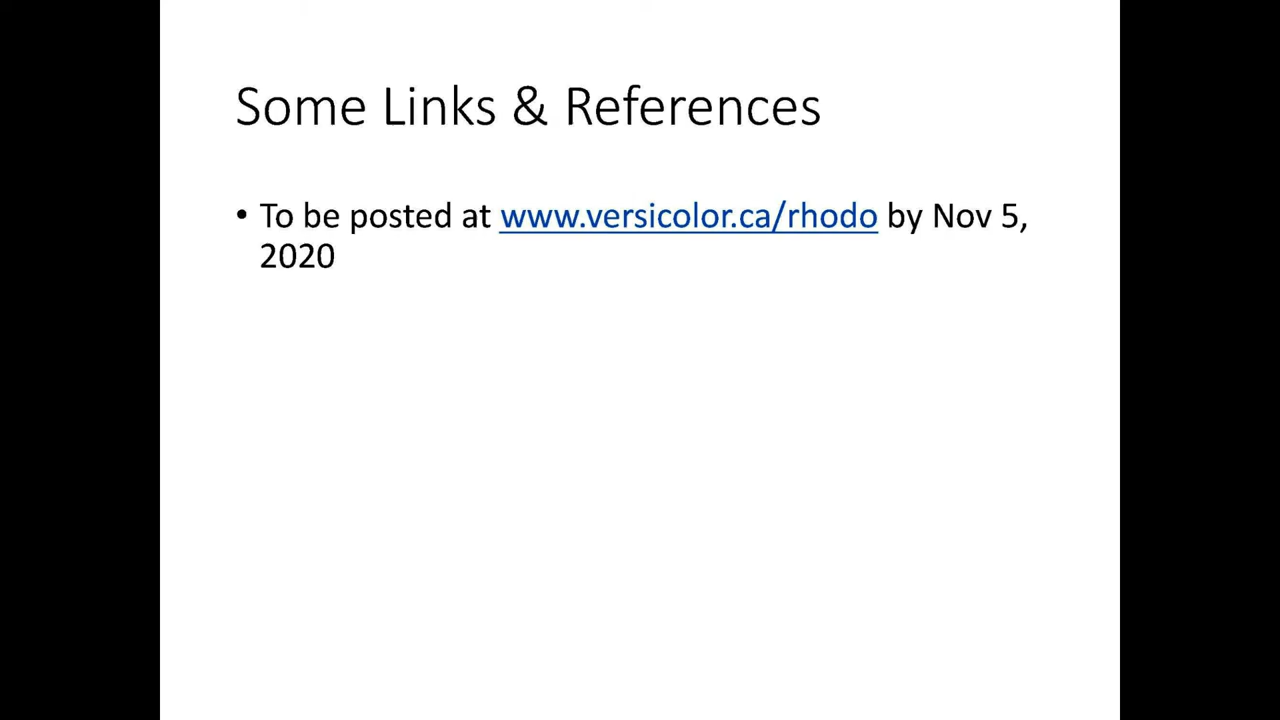 Some Links & References
• To be posted at www.versicolor.ca/rhodo by Nov 5,
2020